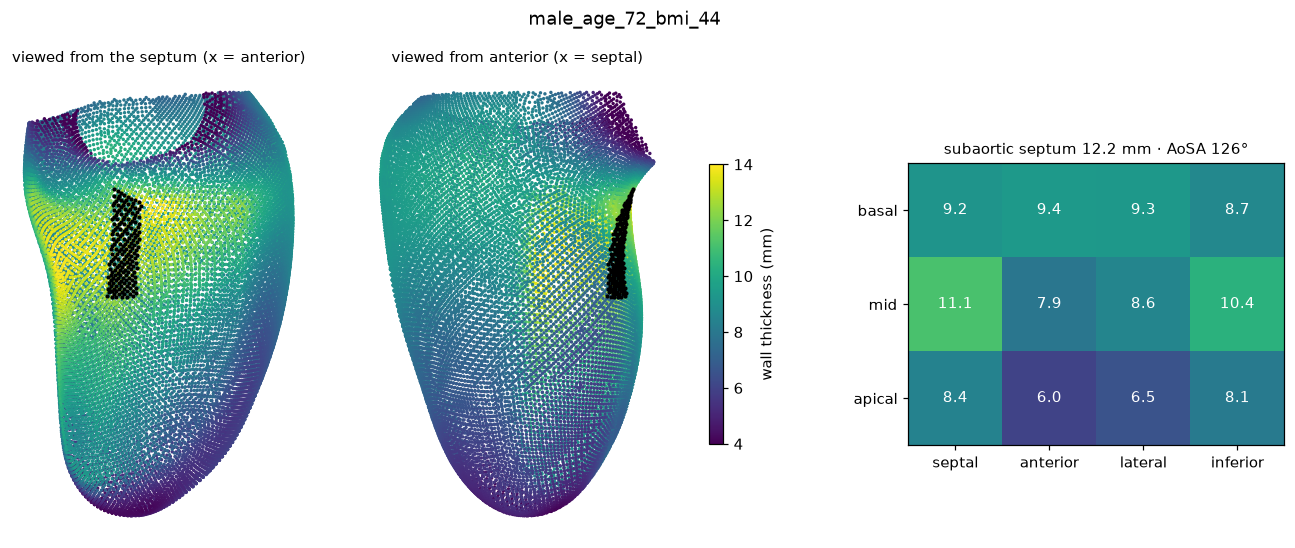 male_age_72_bmi_44
viewed from the septum (x = anterior)
viewed from anterior (x = septal)
14
12
10
8
6
4
wall thickness (mm)
subaortic septum 12.2 mm · AoSA 126°
basal 9.2 9.4 9.3 8.7
mid 11.1 7.9 8.6 10.4
apical 8.4 6.0 6.5 8.1
septal anterior lateral inferior